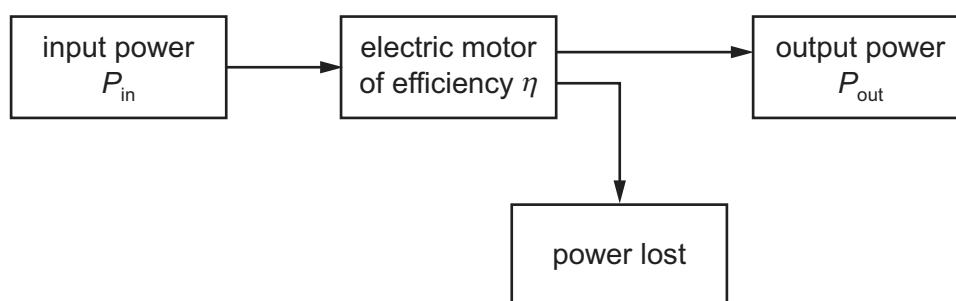 input power
P_in
electric motor
of efficiency η
output power
P_out
power lost